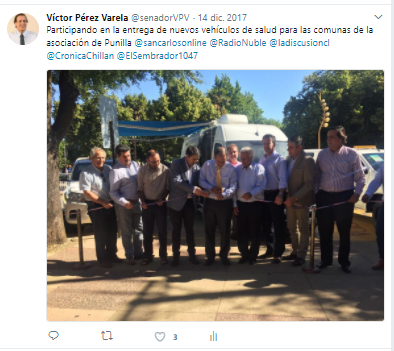 Víctor Pérez Varela @senadorVPV · 14 dic. 2017
Participando en la entrega de nuevos vehículos de salud para las comunas de la
asociación de Punilla @sancarlosonline @RadioNuble @ladiscusioncl
@CronicaChillan @ElSembrador1047
3